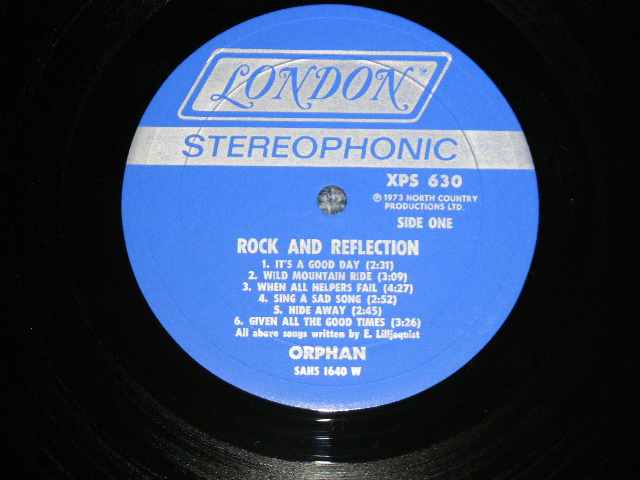 LONDON
STEREOPHONIC
XPS 630
℗ 1973 NORTH COUNTRY
PRODUCTIONS LTD.
SIDE ONE
ROCK AND REFLECTION
1. IT'S A GOOD DAY (2:31)
2. WILD MOUNTAIN RIDE (3:09)
3. WHEN ALL HELPERS FAIL (4:27)
4. SING A SAD SONG (2:52)
5. HIDE AWAY (2:45)
6. GIVEN ALL THE GOOD TIMES (3:26)
All above songs written by E. Lilljequist
ORPHAN
SAHS 1640 W